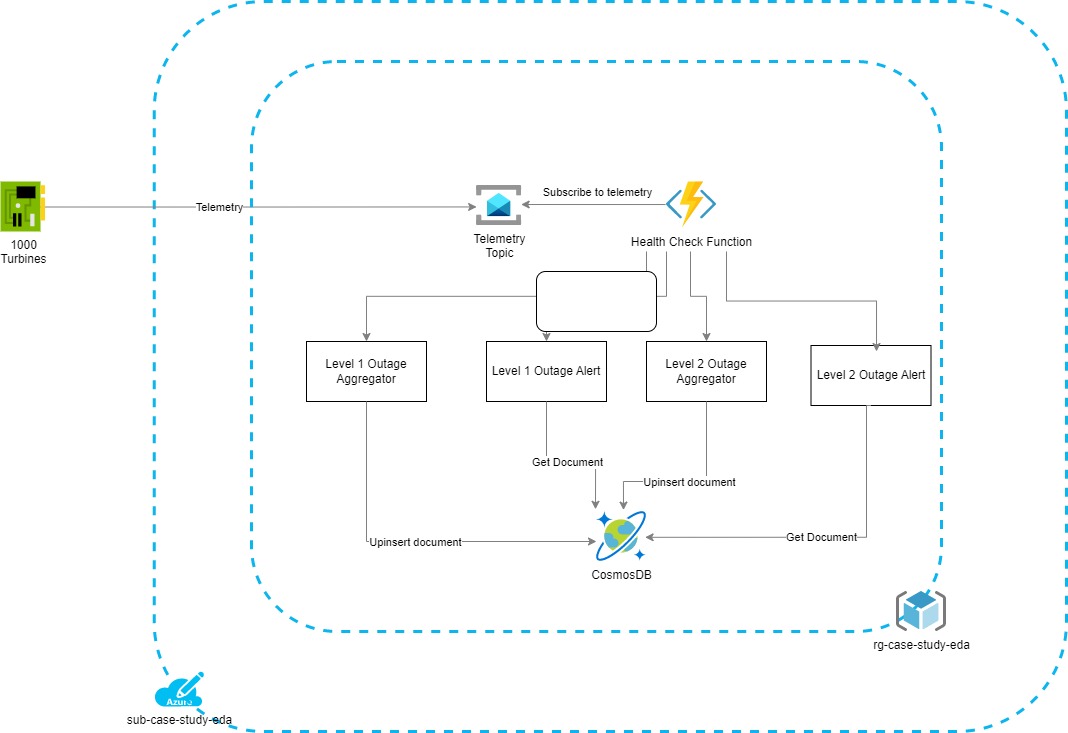 Telemetry
Subscribe to telemetry
1000
Turbines
Telemetry
Topic
Health Check Function
Level 1 Outage
Aggregator
Level 1 Outage Alert
Level 2 Outage
Aggregator
Level 2 Outage Alert
Get Document
Upinsert document
Upinsert document
Get Document
CosmosDB
rg-case-study-eda
Azure
sub-case-study-eda